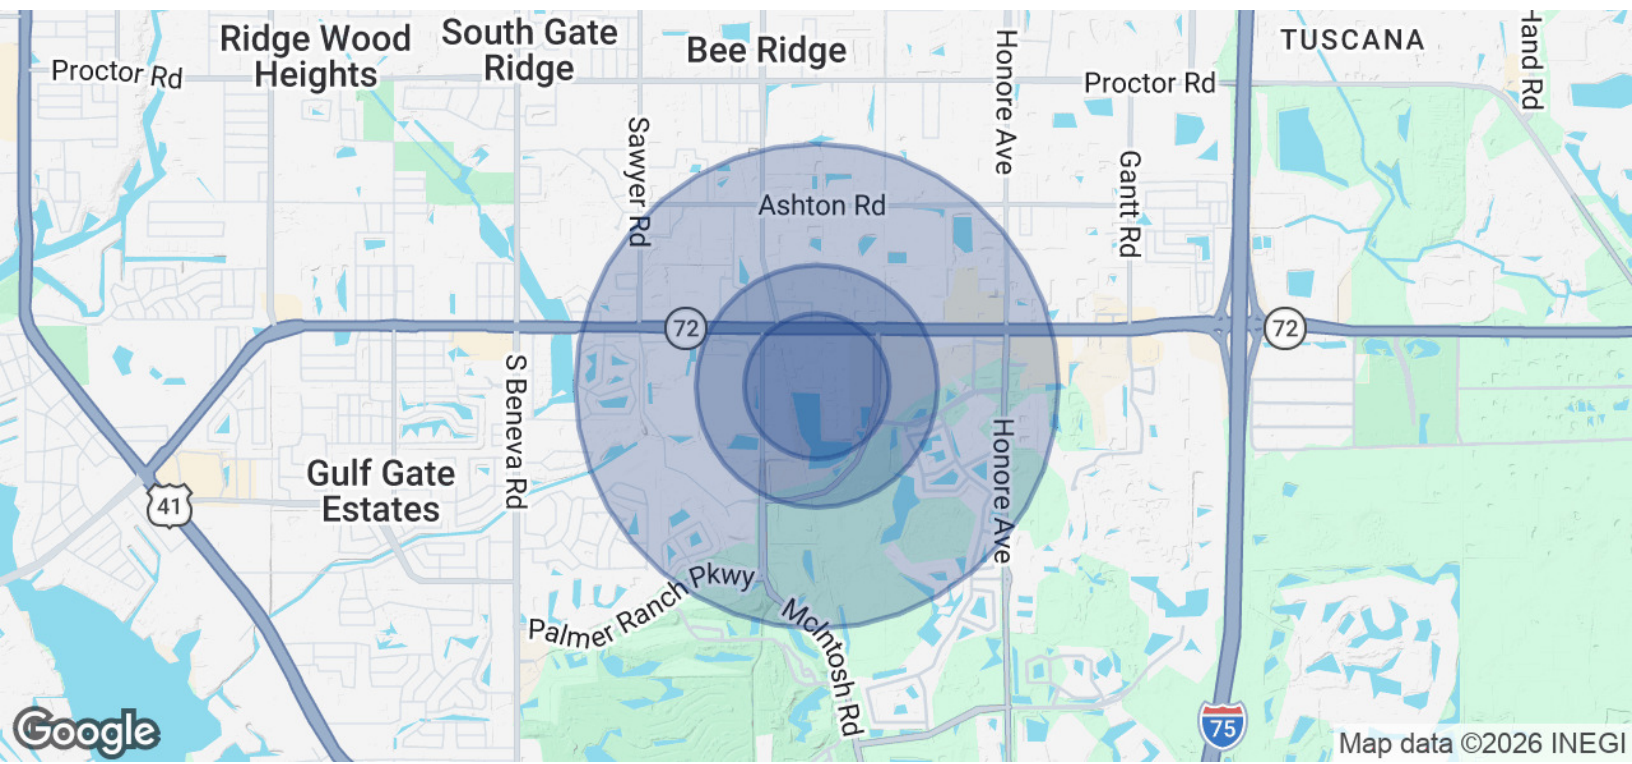 Ridge Wood
Heights
South Gate
Ridge
Bee Ridge
TUSCANA
Proctor Rd
Proctor Rd
Honore Ave
Hand Rd
Sawyer Rd
Gantt Rd
Ashton Rd
72
72
S Beneva Rd
Gulf Gate
Estates
41
Honore Ave
Palmer Ranch Pkwy
McIntosh Rd
75
Google
Map data ©2026 INEGI